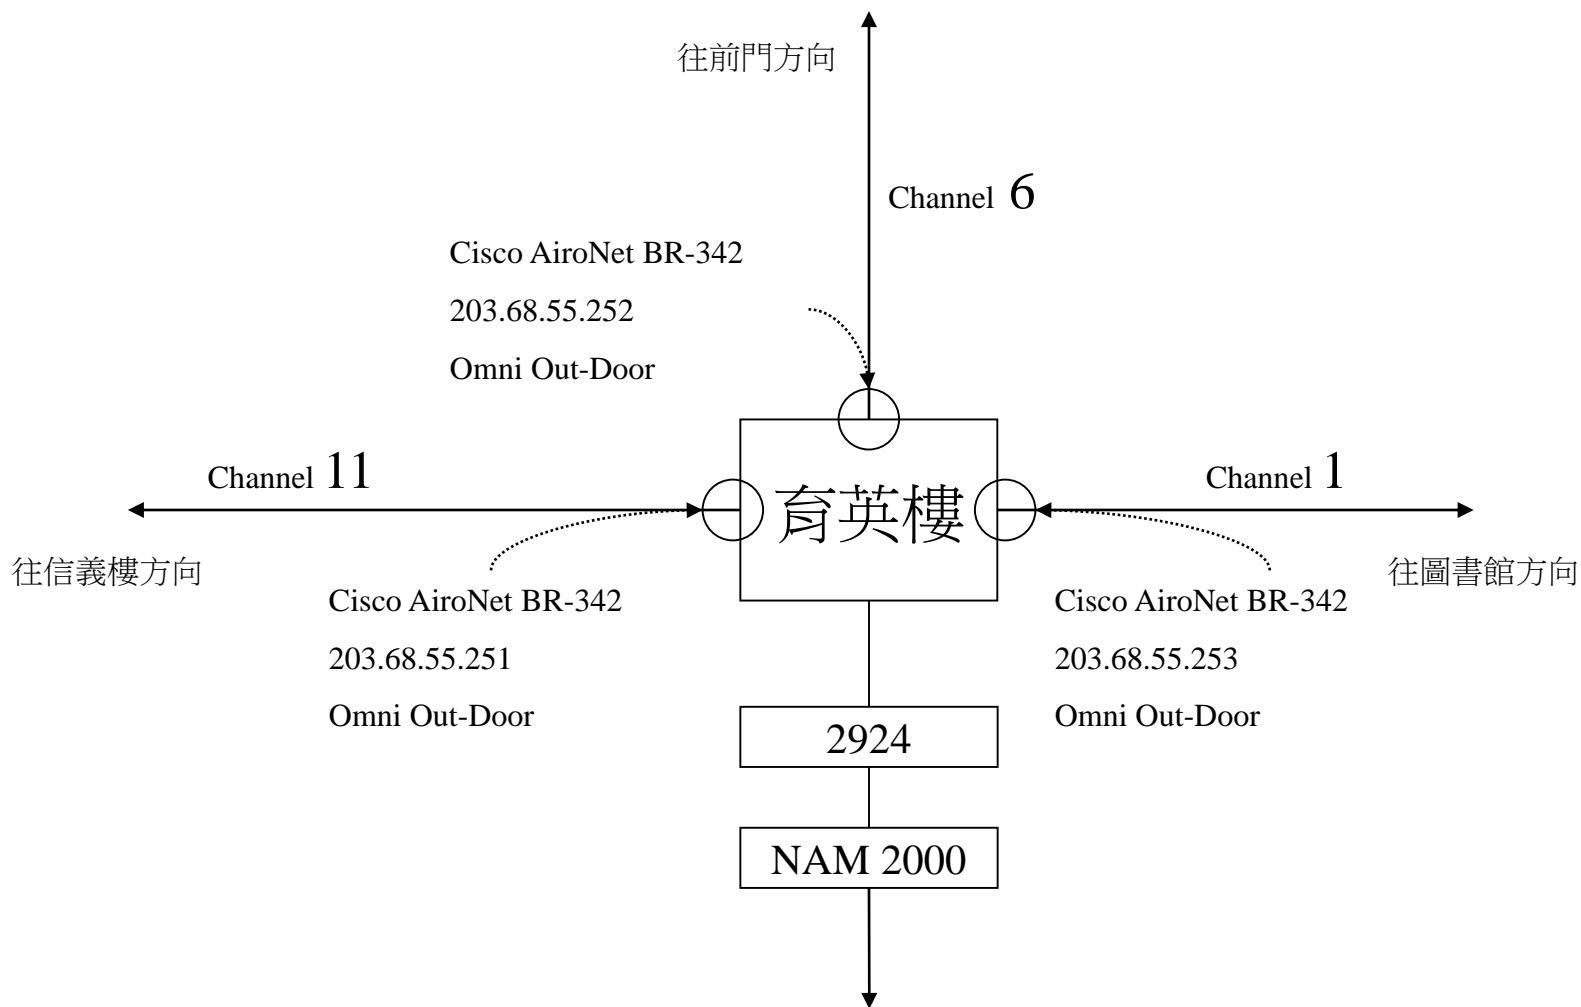 往前門方向
Channel 6
Cisco AiroNet BR-342
203.68.55.252
Omni Out-Door
Channel 11
育英樓
Channel 1
往信義樓方向
往圖書館方向
Cisco AiroNet BR-342
203.68.55.251
Omni Out-Door
Cisco AiroNet BR-342
203.68.55.253
Omni Out-Door
2924
NAM 2000